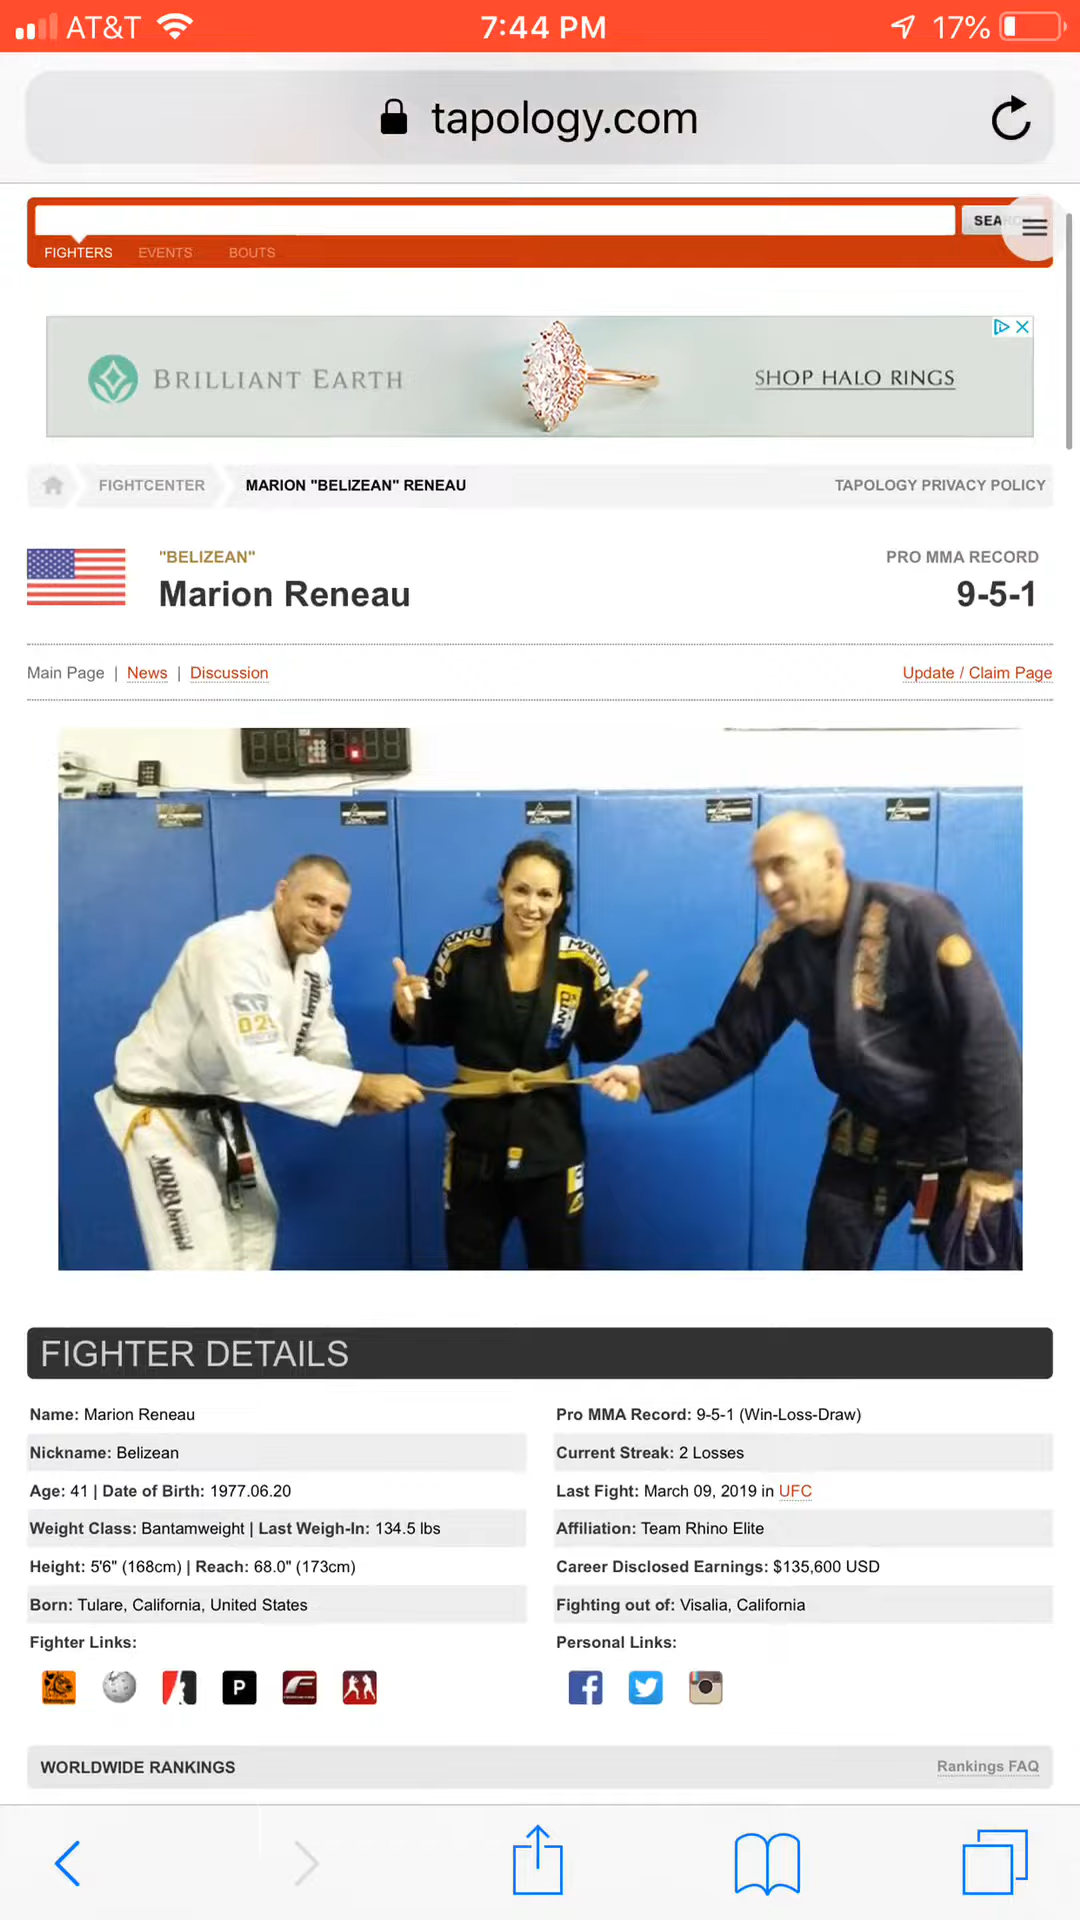 AT&T 7:44 PM 17%
tapology.com
SEARCH
FIGHTERS EVENTS BOUTS
BRILLIANT EARTH SHOP HALO RINGS
FIGHTCENTER MARION "BELIZEAN" RENEAU TAPOLOGY PRIVACY POLICY
"BELIZEAN" PRO MMA RECORD
Marion Reneau 9-5-1
Main Page | News | Discussion Update / Claim Page
MANTO MANTO
FIGHTER DETAILS
Name: Marion Reneau Pro MMA Record: 9-5-1 (Win-Loss-Draw)
Nickname: Belizean Current Streak: 2 Losses
Age: 41 | Date of Birth: 1977.06.20 Last Fight: March 09, 2019 in UFC
Weight Class: Bantamweight | Last Weigh-In: 134.5 lbs Affiliation: Team Rhino Elite
Height: 5'6" (168cm) | Reach: 68.0" (173cm) Career Disclosed Earnings: $135,600 USD
Born: Tulare, California, United States Fighting out of: Visalia, California
Fighter Links: Personal Links:
P
WORLDWIDE RANKINGS Rankings FAQ